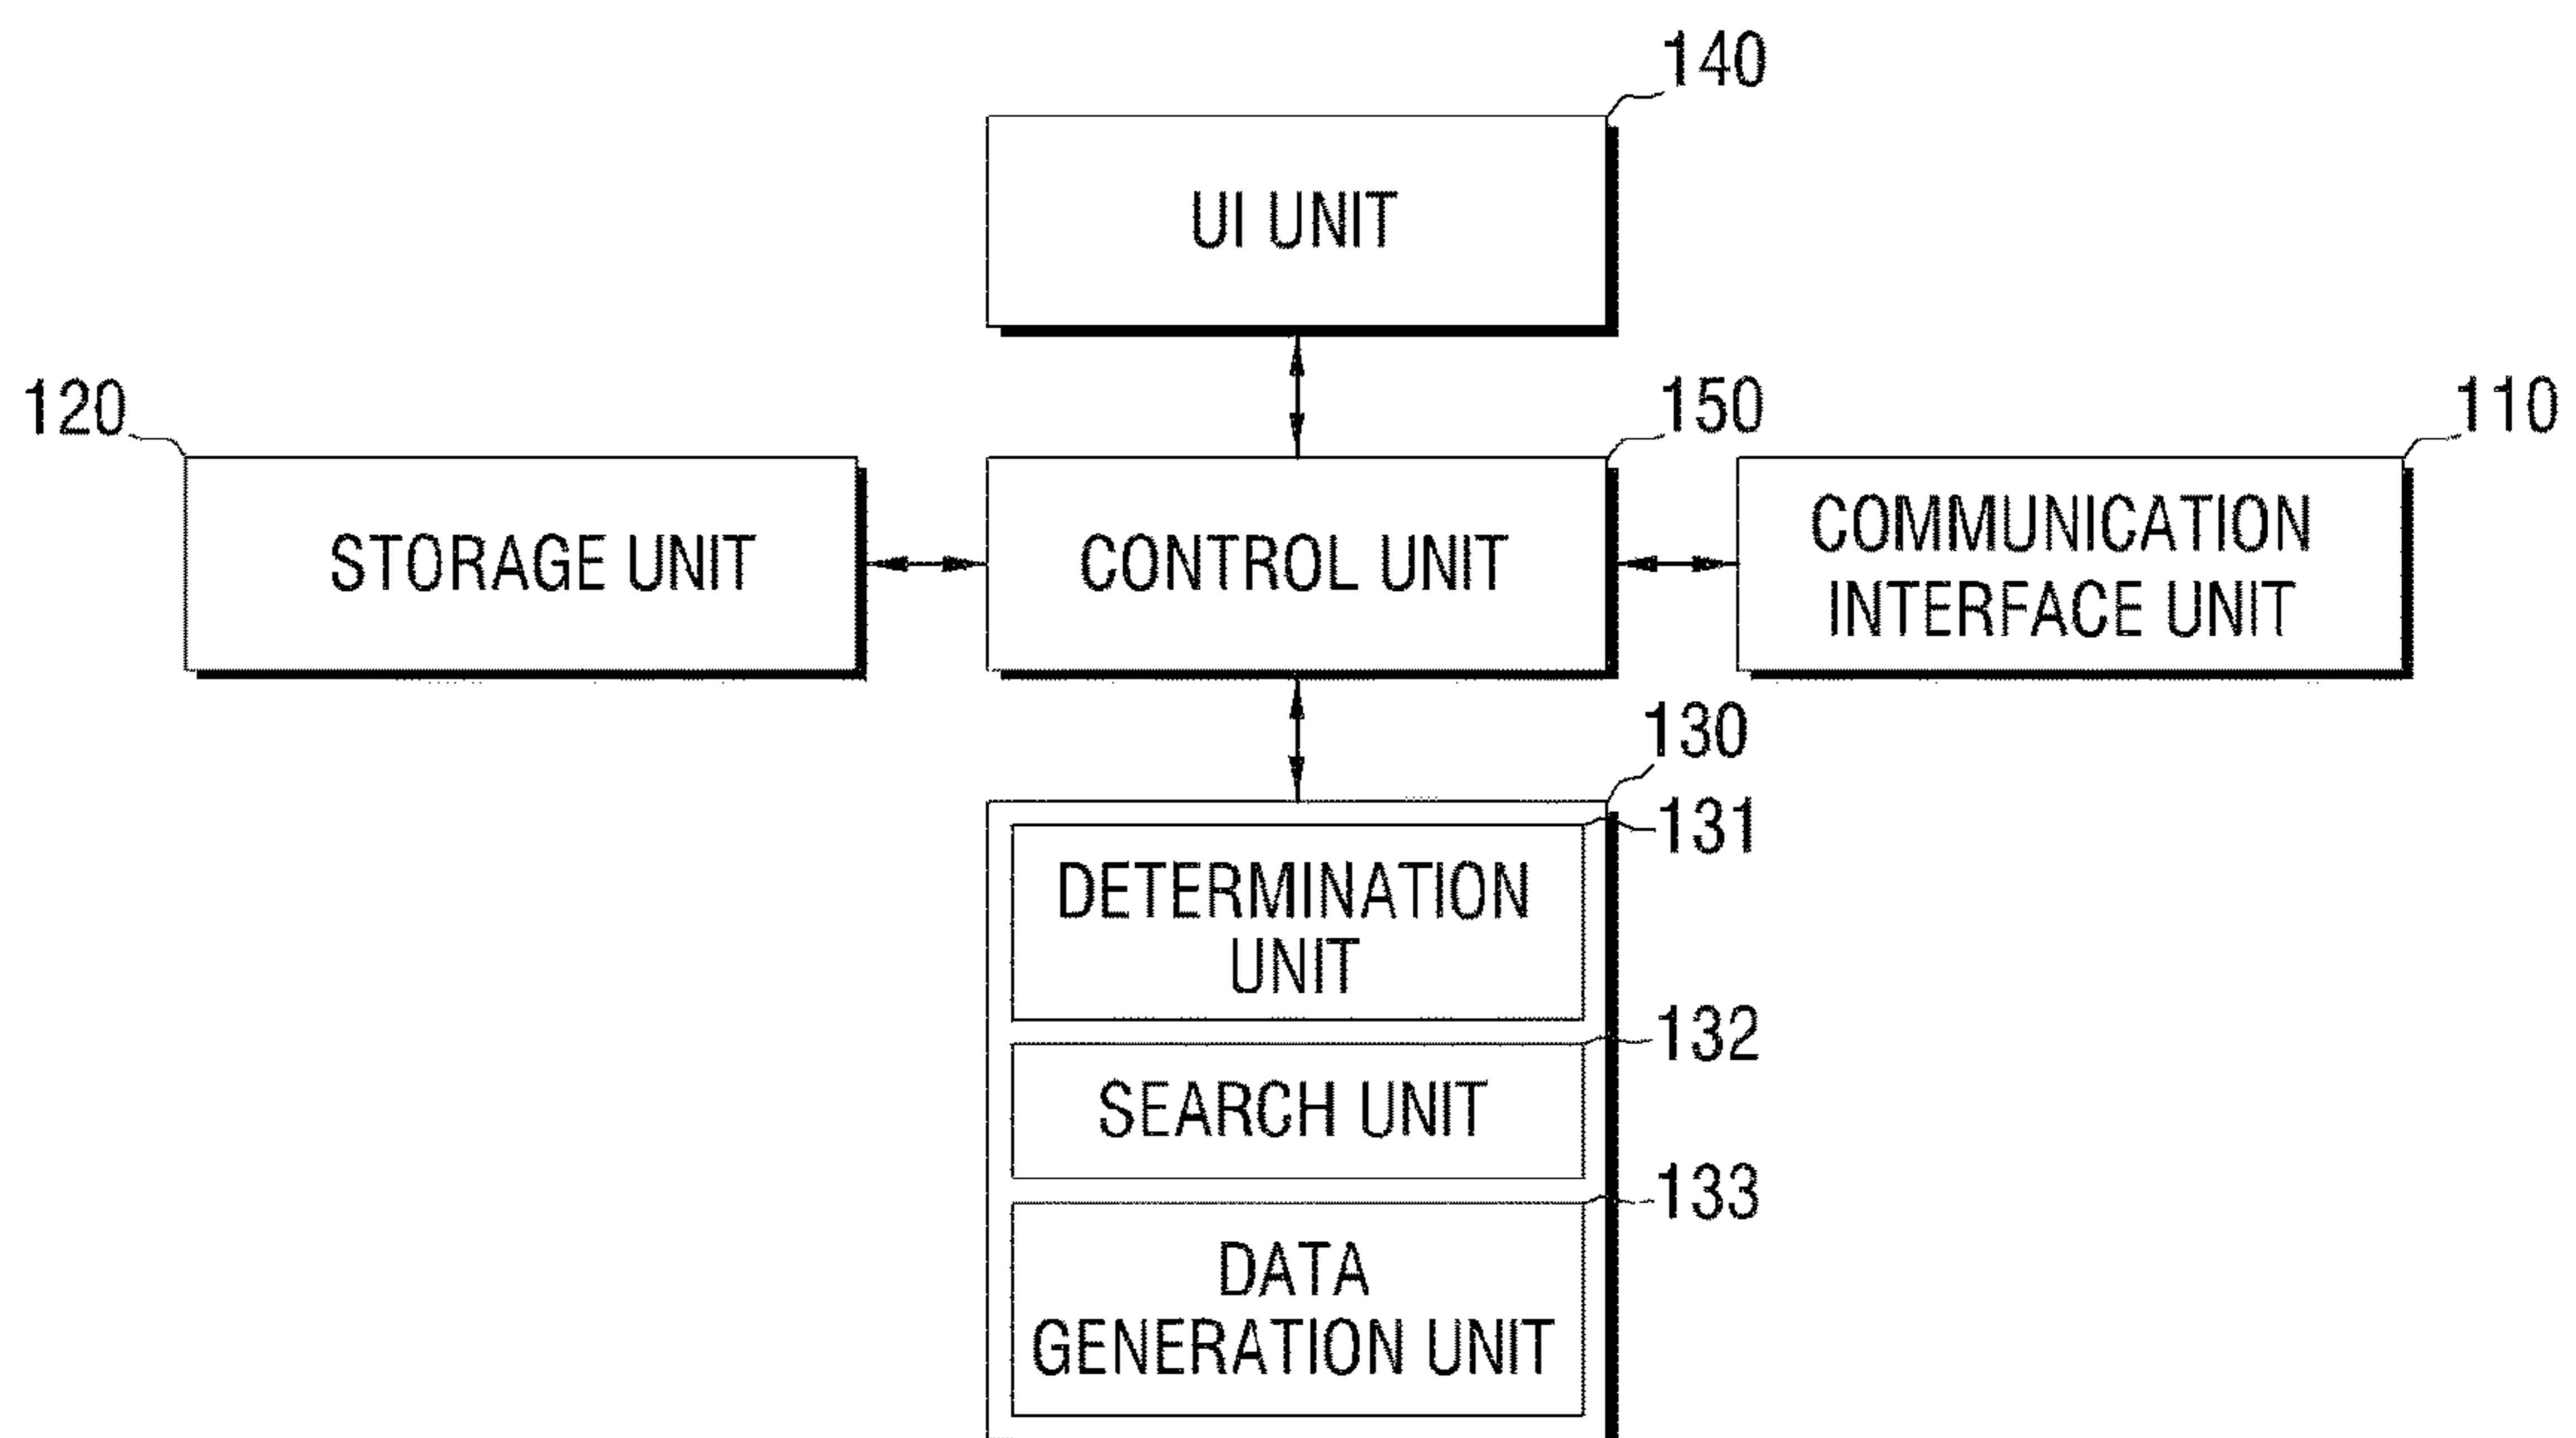 140
UI UNIT
120
150
110
STORAGE UNIT
CONTROL UNIT
COMMUNICATION
INTERFACE UNIT
130
131
DETERMINATION
UNIT
132
SEARCH UNIT
133
DATA
GENERATION UNIT